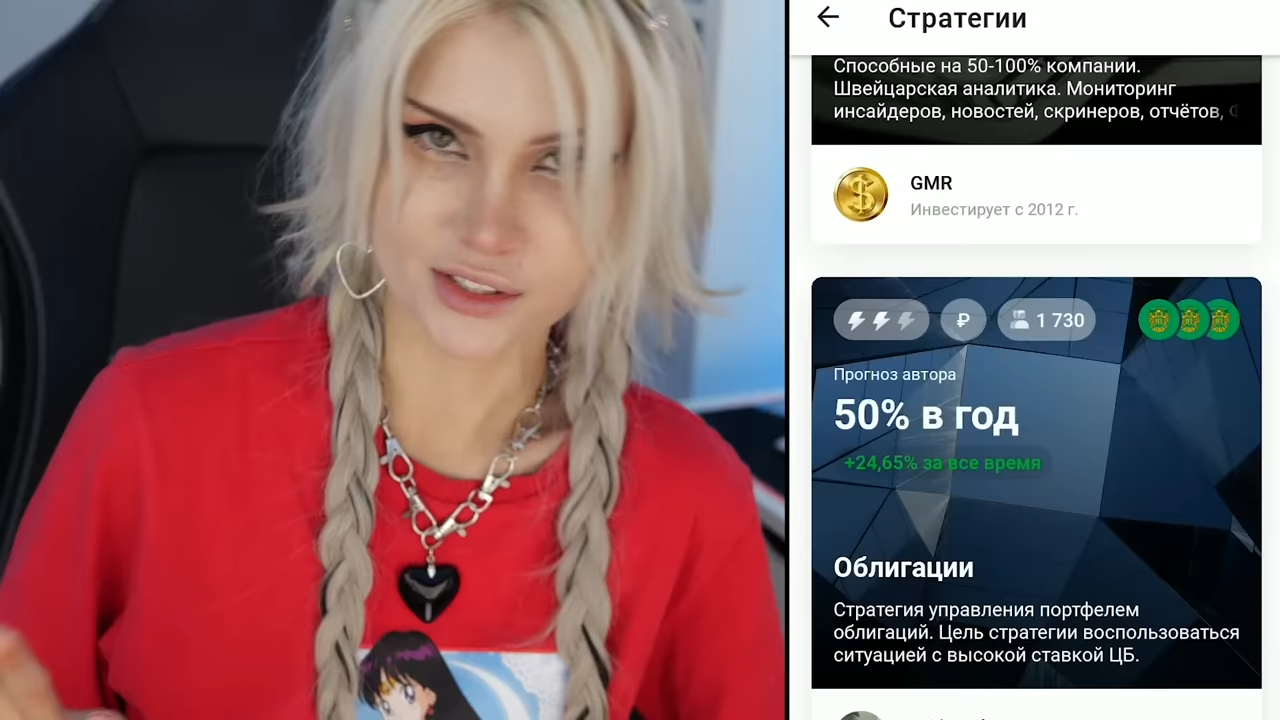 Стратегии
Способные на 50-100% компании.
Швейцарская аналитика. Мониторинг
инсайдеров, новостей, скринеров, отчётов,
GMR
Инвестирует с 2012 г.
₽
1 730
Прогноз автора
50% в год
+24,65% за все время
Облигации
Стратегия управления портфелем
облигаций. Цель стратегии воспользоваться
ситуацией с высокой ставкой ЦБ.